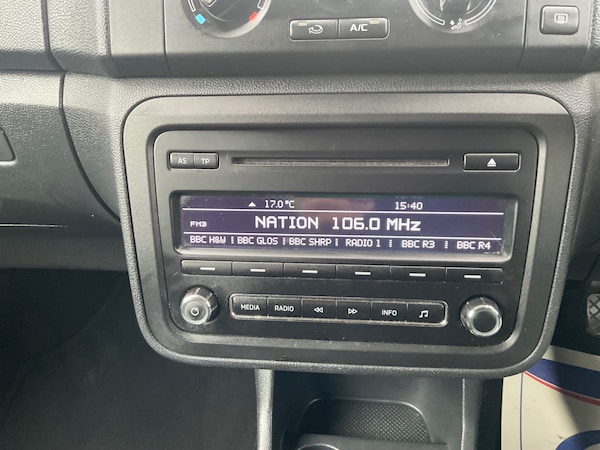 A/C
AS TP
17.0°C 15:40
FM3 NATION 106.0 MHz
BBC H&W BBC GLOS BBC SHRP RADIO 1 BBC R3 BBC R4
MEDIA RADIO INFO